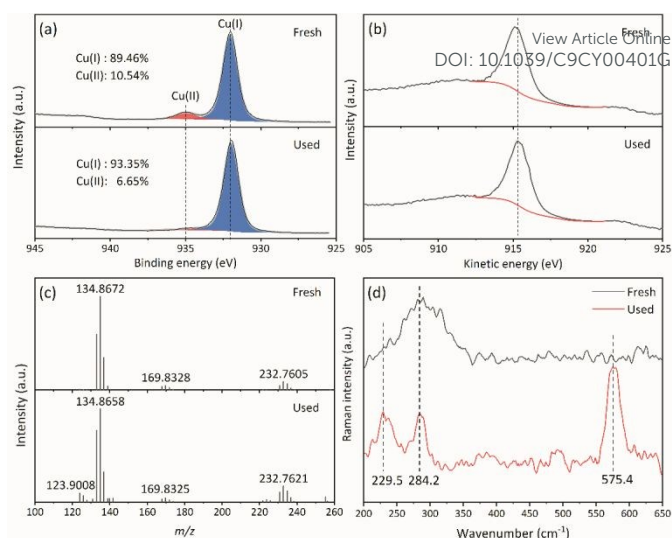 (a)
Cu(I)
Fresh
Cu(I) : 89.46%
Cu(II) : 10.54%
Cu(II)
Used
Cu(I) : 93.35%
Cu(II): 6.65%
Intensity (a.u.)
945 940 935 930 925
Binding energy (eV)
(b)
Fresh
View Article Online
DOI: 10.1039/C9CY00401G
Used
Intensity (a.u.)
905 910 915 920 925
Kinetic energy (eV)
(c)
134.8672
Fresh
169.8328
232.7605
134.8658
Used
123.9008
169.8325
232.7621
Intensity (a.u.)
100 120 140 160 180 200 220 240 260
m/z
(d)
Fresh
Used
229.5
284.2
575.4
Raman intensity (a.u.)
200 250 300 350 400 450 500 550 600 650
Wavenumber (cm⁻¹)